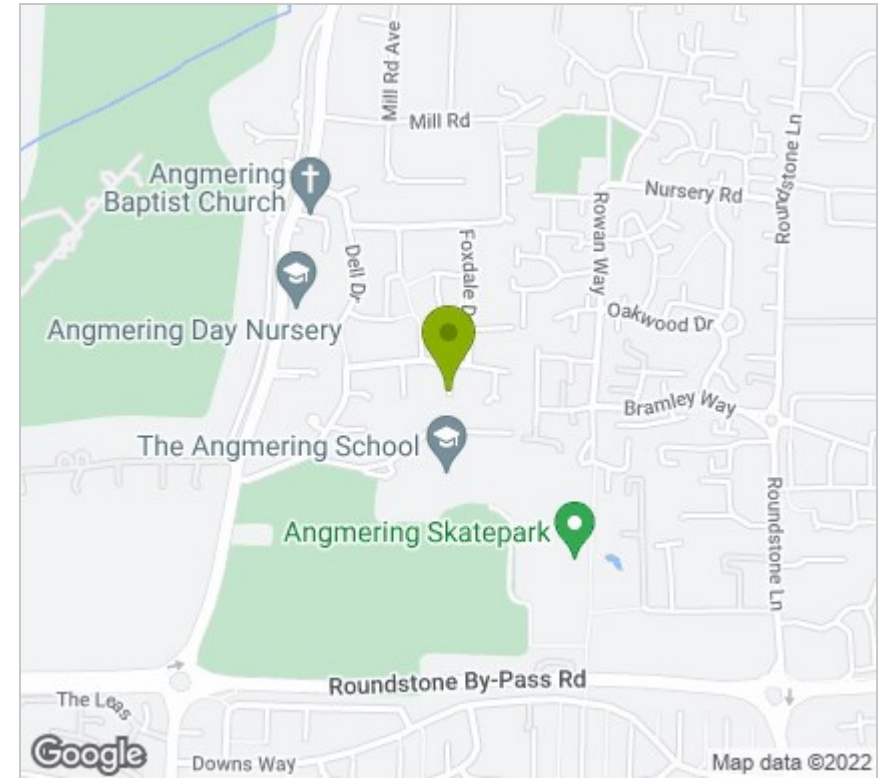 Mill Rd Ave
Mill Rd
Roundstone Ln
Angmering
Baptist Church
Nursery Rd
Rowan Way
Foxdale D
Dell Dr
Oakwood Dr
Angmering Day Nursery
Bramley Way
The Angmering School
Angmering Skatepark
Roundstone Ln
Roundstone By-Pass Rd
The Leas
Google
Downs Way
Map data ©2022